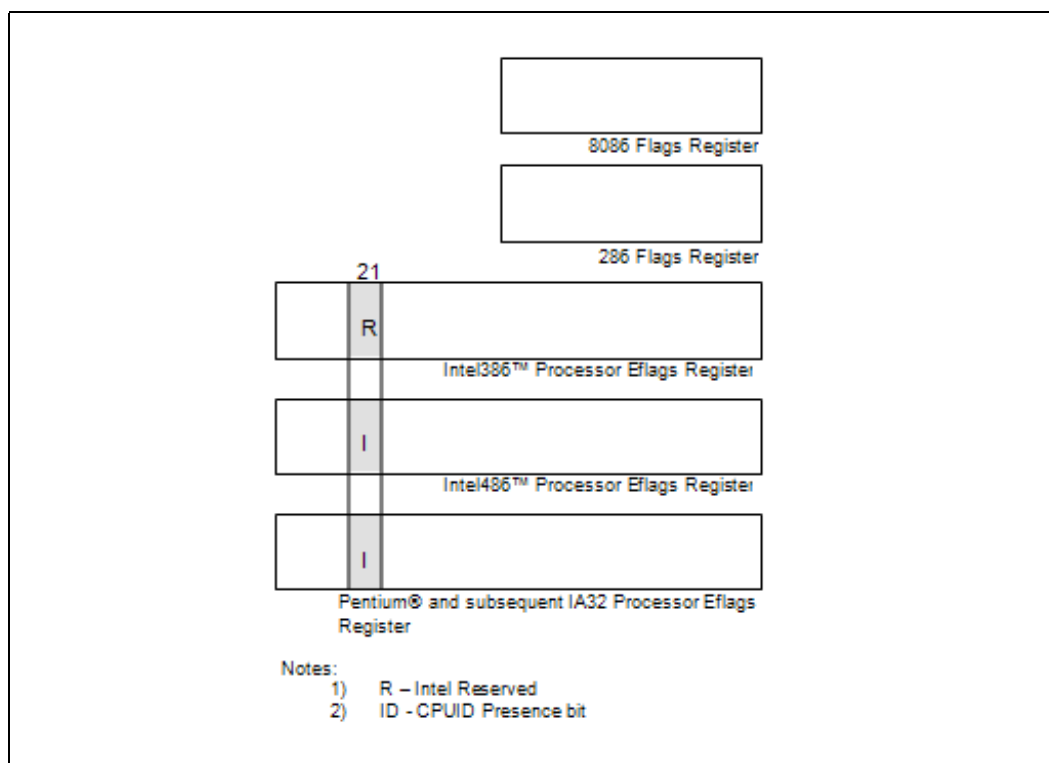 8086 Flags Register
286 Flags Register
21
R
Intel386™ Processor Eflags Register
I
Intel486™ Processor Eflags Register
I
Pentium® and subsequent IA32 Processor Eflags
Register
Notes:
1) R – Intel Reserved
2) ID - CPUID Presence bit